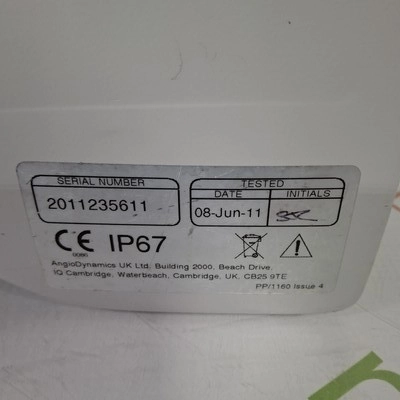 SERIAL NUMBER
2011235611
TESTED
DATE
INITIALS
08-Jun-11
CE IP67
0086
AngioDynamics UK Ltd, Building 2000, Beach Drive,
IQ Cambridge, Waterbeach, Cambridge, UK, CB25 9TE
PP/1160 Issue 4